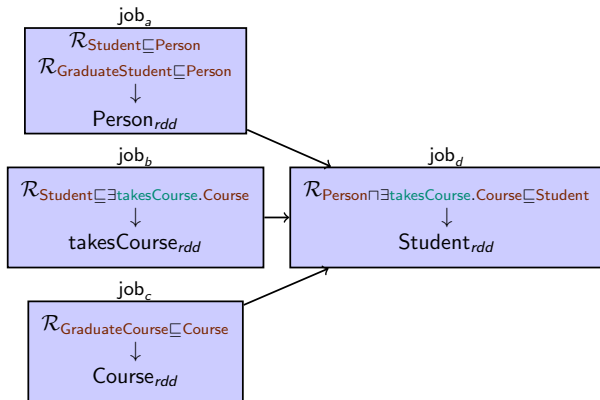 job_a
ℛ_Student⊑Person
ℛ_GraduateStudent⊑Person
↓
Person_rdd
job_b
ℛ_Student⊑∃takesCourse.Course
↓
takesCourse_rdd
job_d
ℛ_Person⊓∃takesCourse.Course⊑Student
↓
Student_rdd
job_c
ℛ_GraduateCourse⊑Course
↓
Course_rdd